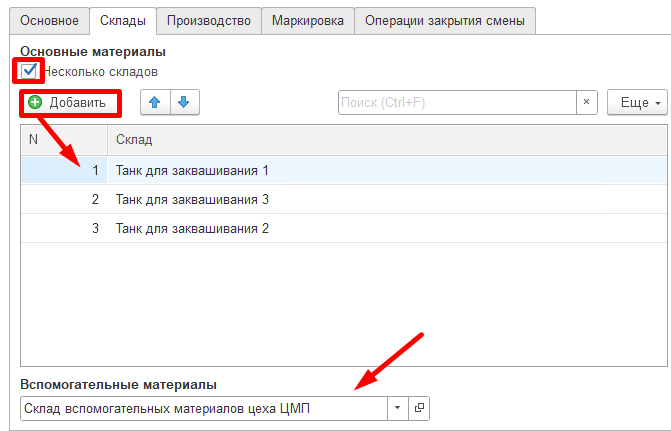 Основное Склады Производство Маркировка Операции закрытия смены
Основные материалы
Несколько складов
Добавить Поиск (Ctrl+F) × Еще
N Склад
1 Танк для заквашивания 1
2 Танк для заквашивания 3
3 Танк для заквашивания 2
Вспомогательные материалы
Склад вспомогательных материалов цеха ЦМП